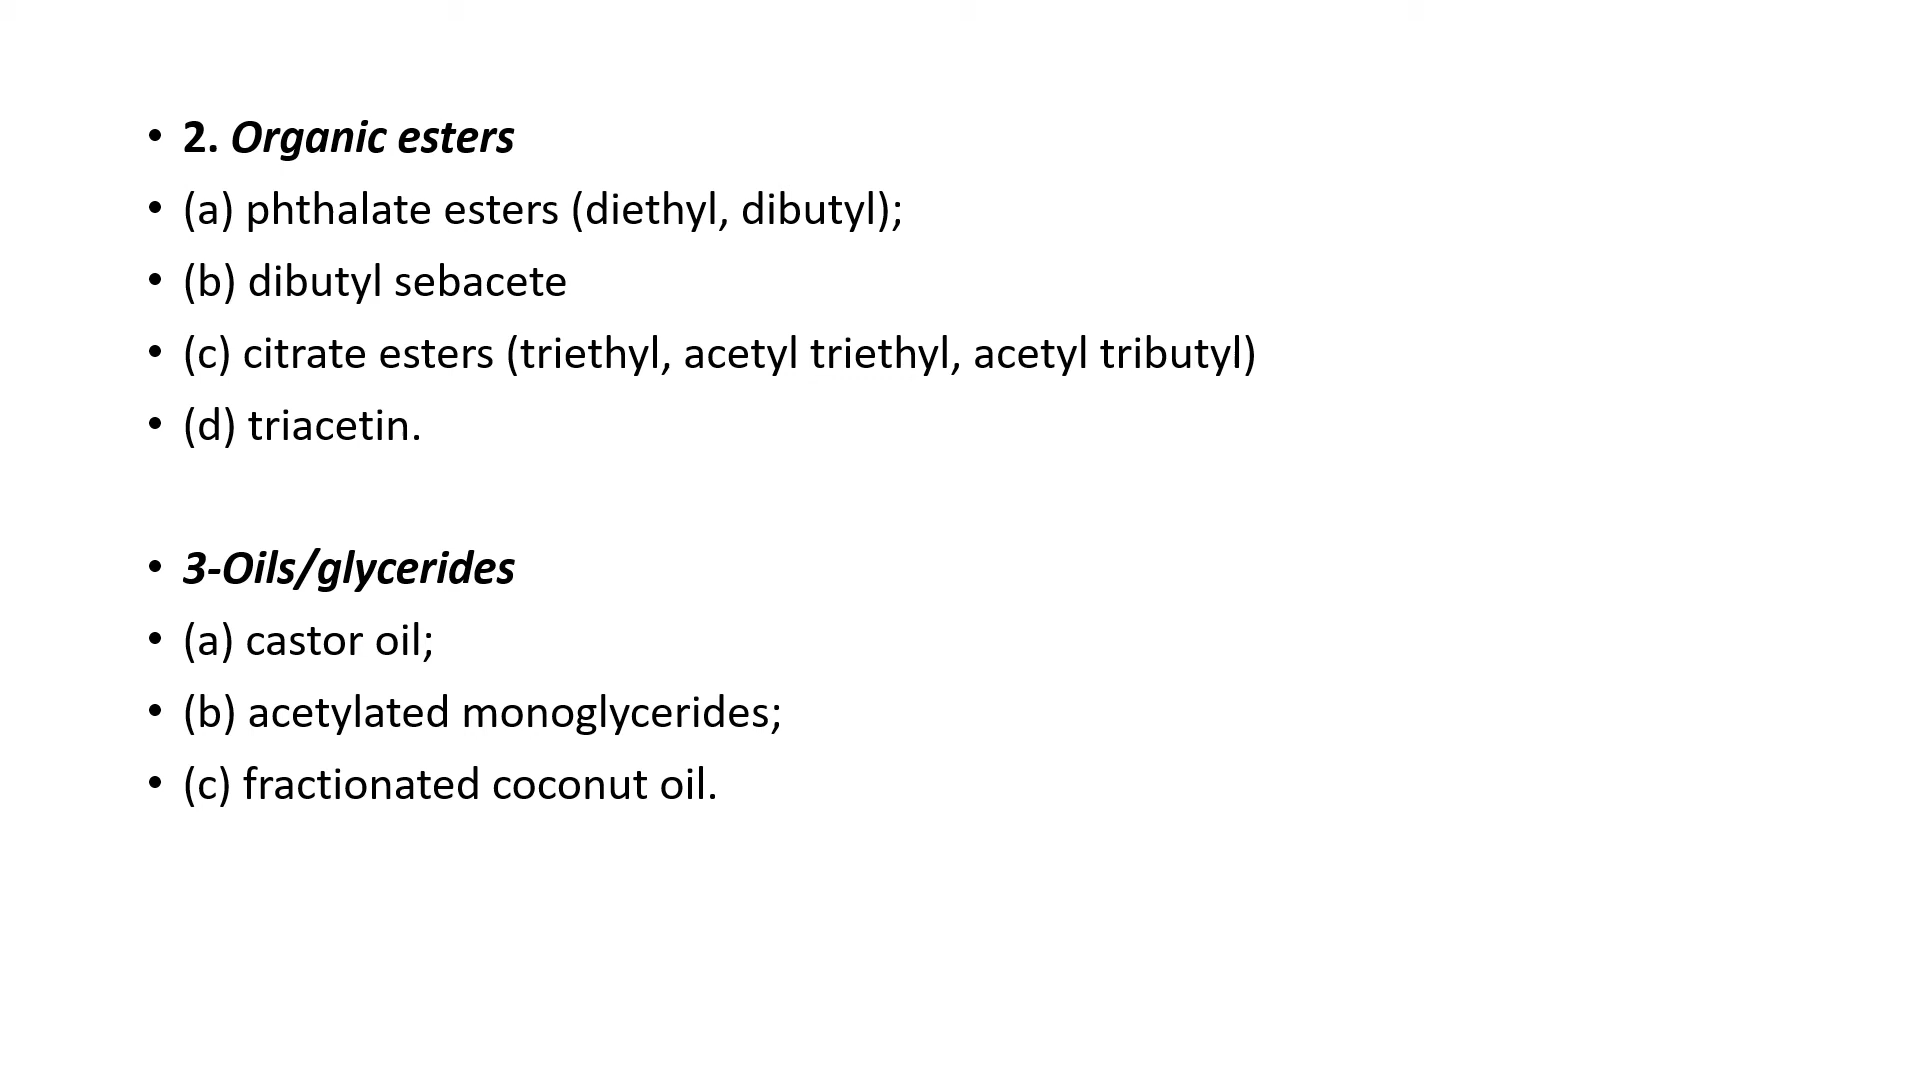 • 2. Organic esters
• (a) phthalate esters (diethyl, dibutyl);
• (b) dibutyl sebacete
• (c) citrate esters (triethyl, acetyl triethyl, acetyl tributyl)
• (d) triacetin.
• 3-Oils/glycerides
• (a) castor oil;
• (b) acetylated monoglycerides;
• (c) fractionated coconut oil.